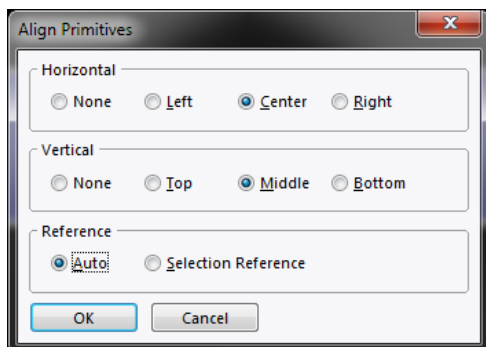 Align Primitives
Horizontal
None Left Center Right
Vertical
None Top Middle Bottom
Reference
Auto Selection Reference
OK Cancel